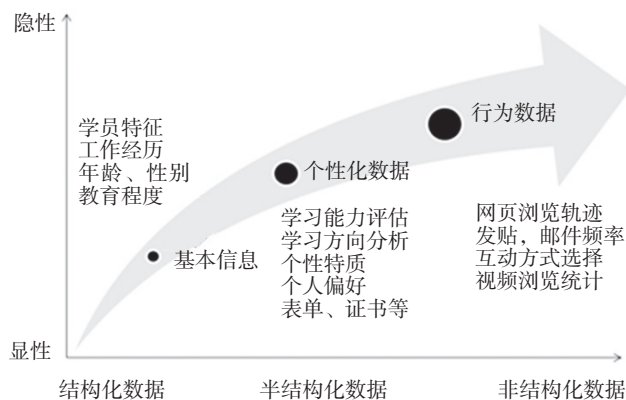 隐性
学员特征
工作经历
年龄、性别
教育程度
行为数据
个性化数据
网页浏览轨迹
发贴，邮件频率
互动方式选择
视频浏览统计
学习能力评估
学习方向分析
个性特质
个人偏好
表单、证书等
基本信息
显性
结构化数据
半结构化数据
非结构化数据